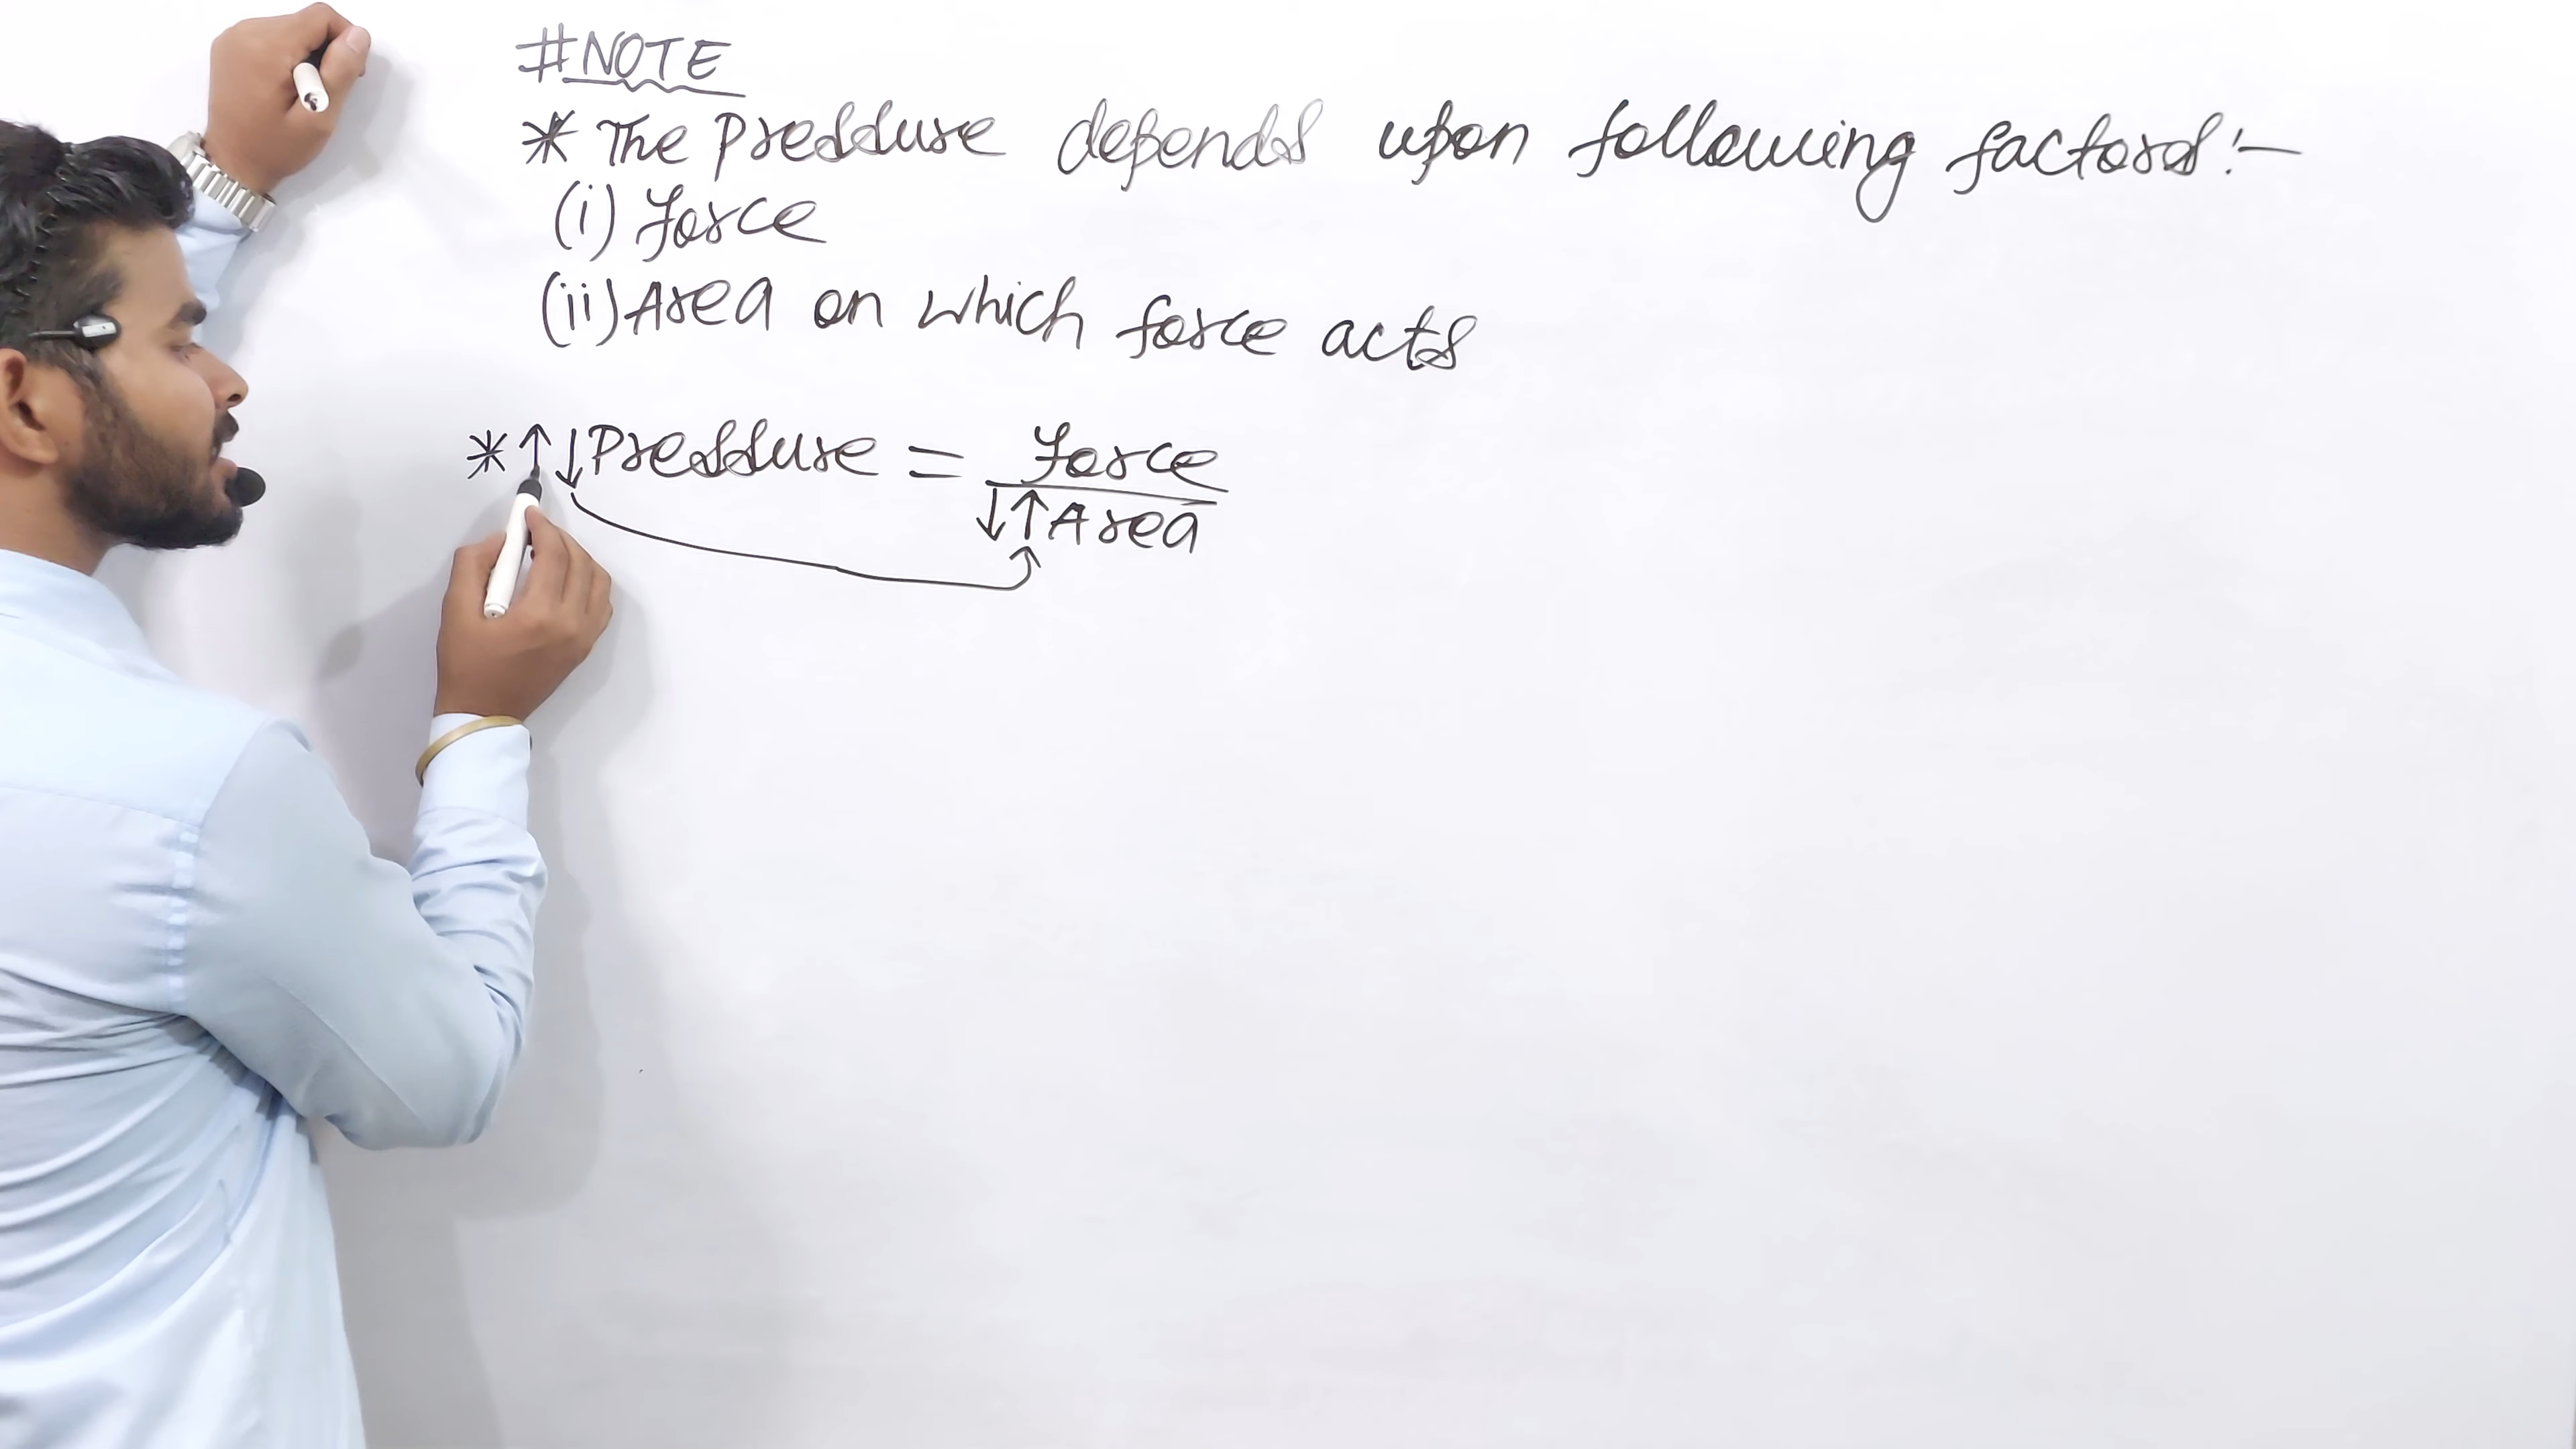 #NOTE
* The Pressure depends upon following factors:-
(i) force
(ii) Area on which force acts
* ↑ ↓ Pressure = force
↓ ↑ Area